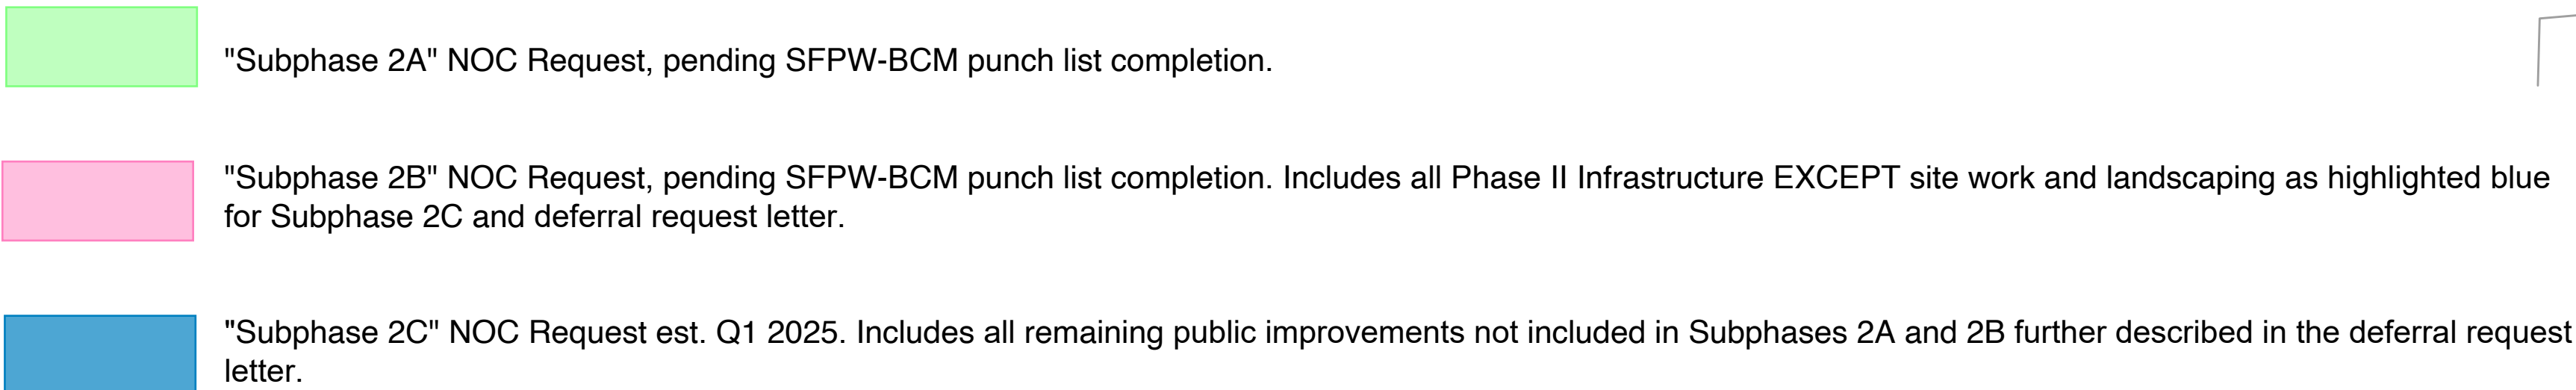 "Subphase 2A" NOC Request, pending SFPW-BCM punch list completion.
"Subphase 2B" NOC Request, pending SFPW-BCM punch list completion. Includes all Phase II Infrastructure EXCEPT site work and landscaping as highlighted blue
for Subphase 2C and deferral request letter.
"Subphase 2C" NOC Request est. Q1 2025. Includes all remaining public improvements not included in Subphases 2A and 2B further described in the deferral request
letter.